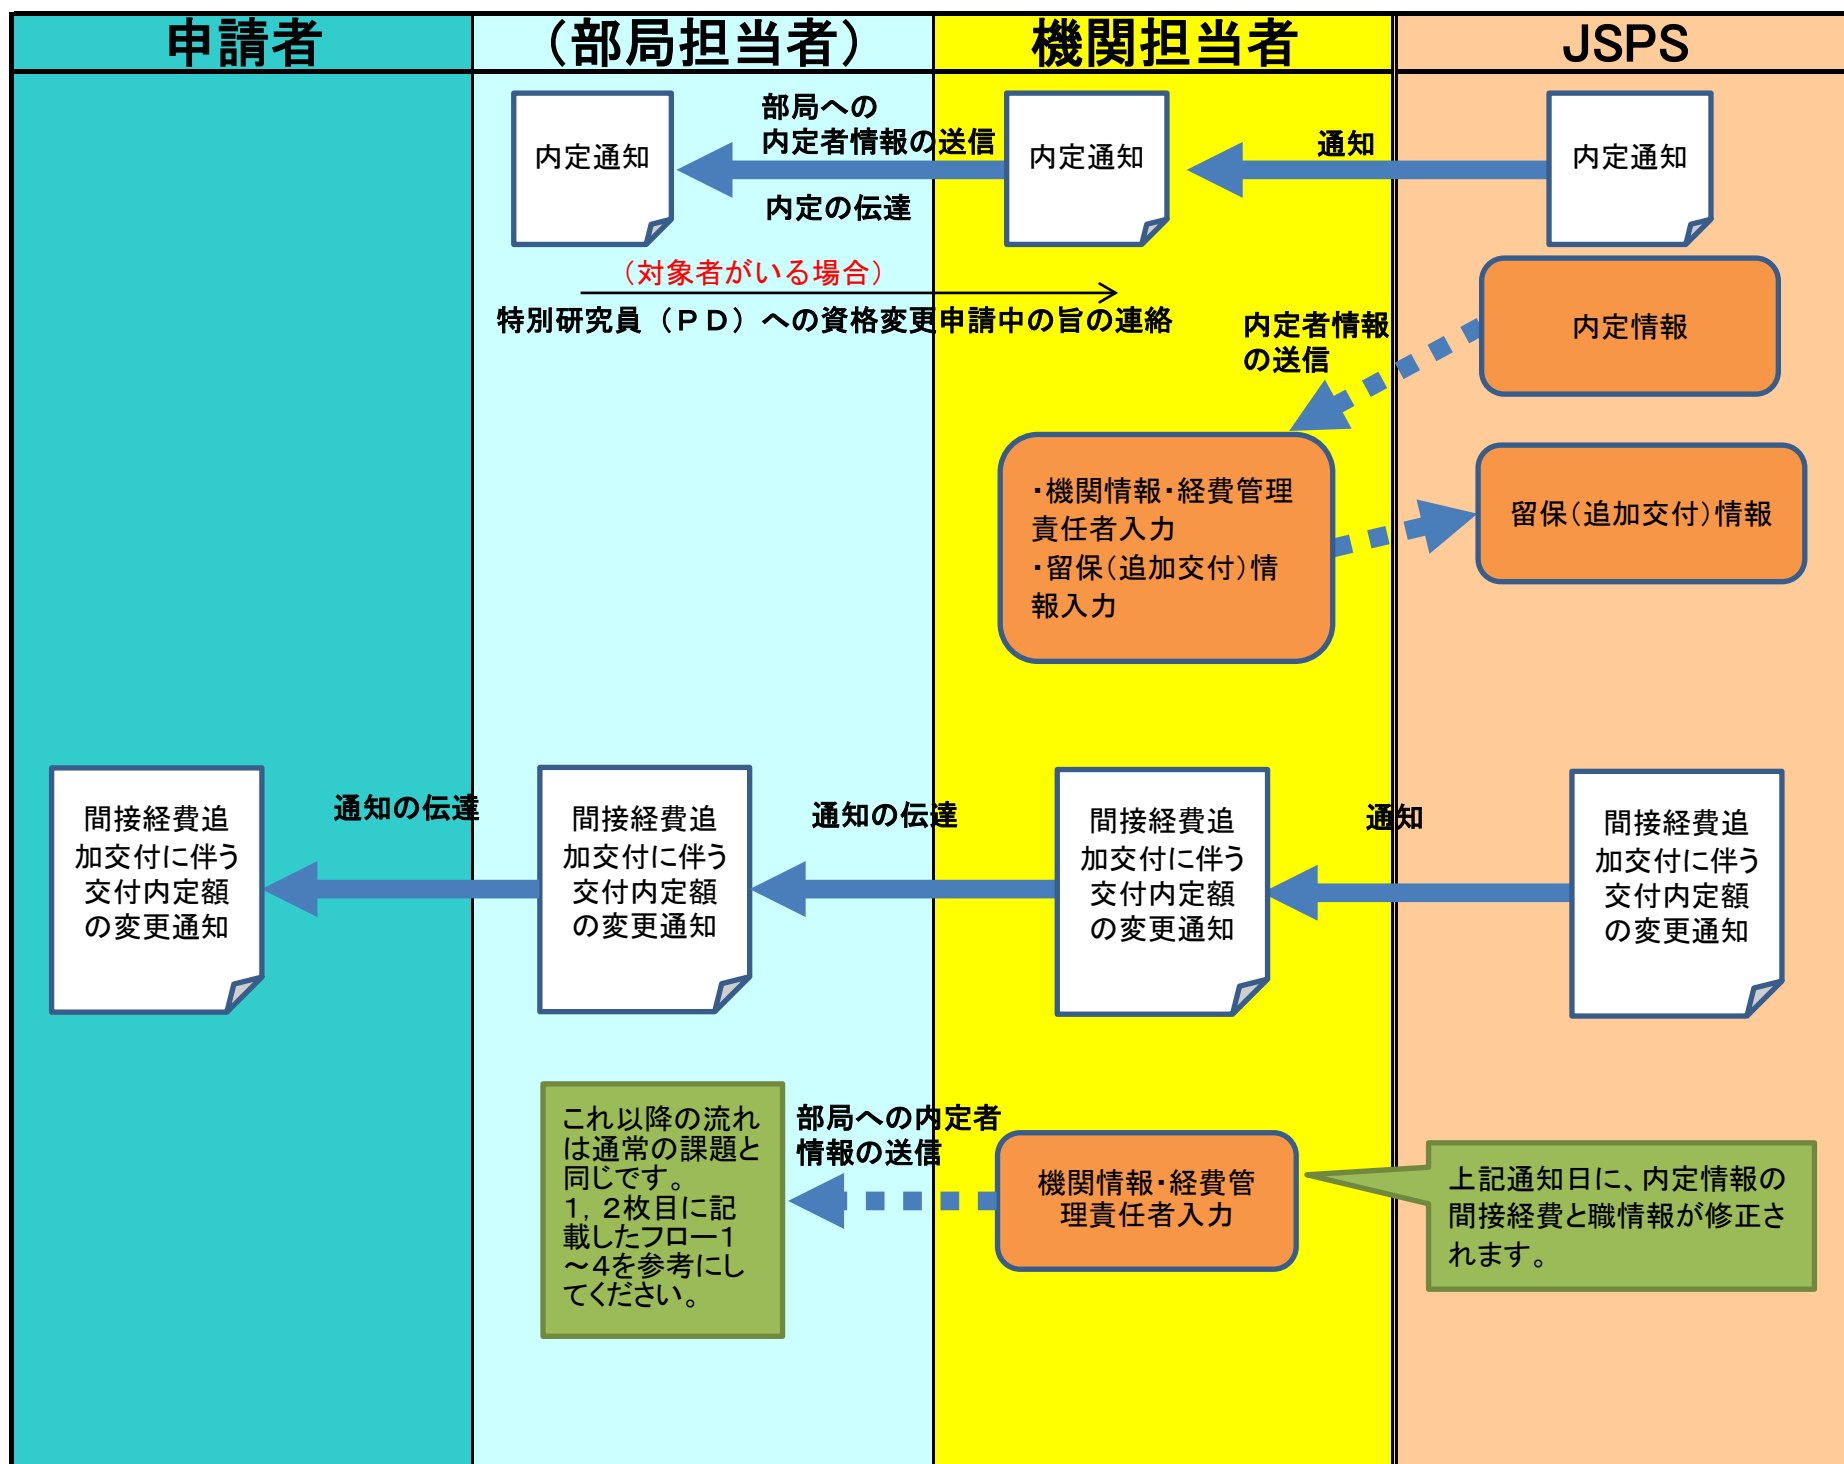 申請者
（部局担当者）
機関担当者
JSPS
部局への
内定者情報の送信
内定通知
内定通知
通知
内定通知
内定の伝達
（対象者がいる場合）
特別研究員（ＰＤ）への資格変更申請中の旨の連絡
内定者情報
の送信
内定情報
・機関情報・経費管理
責任者入力
・留保（追加交付）情
報入力
留保（追加交付）情報
間接経費追
加交付に伴う
交付内定額
の変更通知
通知の伝達
間接経費追
加交付に伴う
交付内定額
の変更通知
通知の伝達
間接経費追
加交付に伴う
交付内定額
の変更通知
通知
間接経費追
加交付に伴う
交付内定額
の変更通知
これ以降の流れ
は通常の課題と
同じです。
１，２枚目に記
載したフロー１
～４を参考にし
てください。
部局への内定者
情報の送信
機関情報・経費管
理責任者入力
上記通知日に、内定情報の
間接経費と職情報が修正さ
れます。